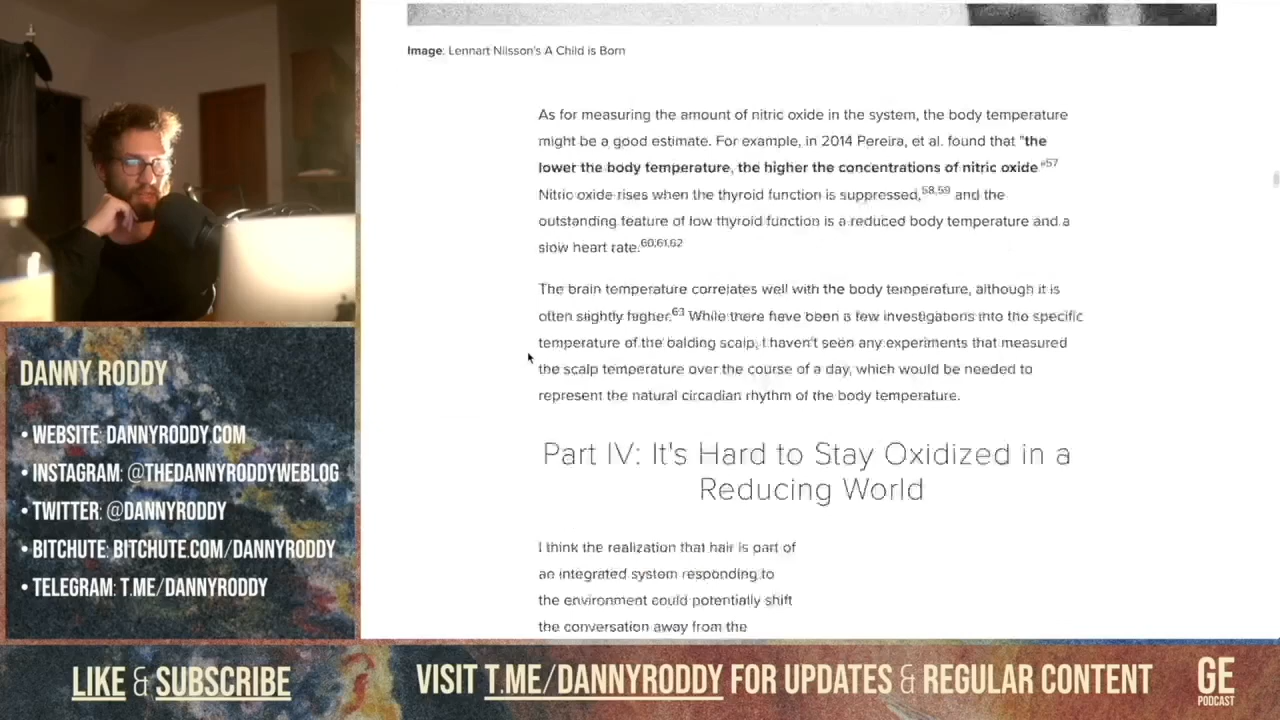 Image: Lennart Nilsson's A Child is Born
As for measuring the amount of nitric oxide in the system, the body temperature
might be a good estimate. For example, in 2014 Pereira, et al. found that "the
lower the body temperature, the higher the concentrations of nitric oxide"57
Nitric oxide rises when the thyroid function is suppressed,58,59 and the
outstanding feature of low thyroid function is a reduced body temperature and a
slow heart rate.60,61,62
The brain temperature correlates well with the body temperature, although it is
often slightly higher.63 While there have been a few investigations into the specific
temperature of the balding scalp, I haven't seen any experiments that measured
the scalp temperature over the course of a day, which would be needed to
represent the natural circadian rhythm of the body temperature.
Part IV: It's Hard to Stay Oxidized in a
Reducing World
I think the realization that hair is part of
an integrated system responding to
the environment could potentially shift
the conversation away from the
DANNY RODDY
• WEBSITE: DANNYRODDY.COM
• INSTAGRAM: @THEDANNYRODDYWEBLOG
• TWITTER: @DANNYRODDY
• BITCHUTE: BITCHUTE.COM/DANNYRODDY
• TELEGRAM: T.ME/DANNYRODDY
LIKE & SUBSCRIBE
VISIT T.ME/DANNYRODDY FOR UPDATES & REGULAR CONTENT
GE
PODCAST